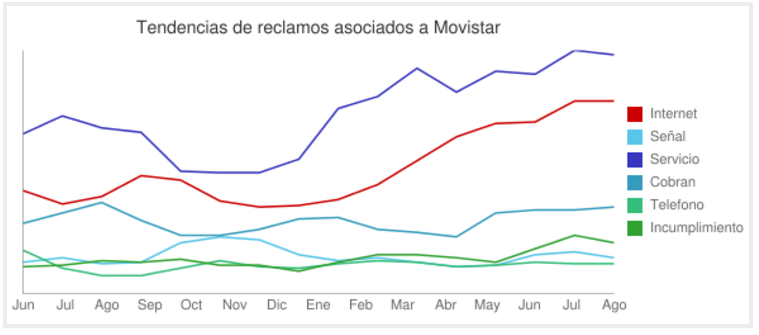 Tendencias de reclamos asociados a Movistar
Internet
Señal
Servicio
Cobran
Telefono
Incumplimiento
Jun Jul Ago Sep Oct Nov Dic Ene Feb Mar Abr May Jun Jul Ago